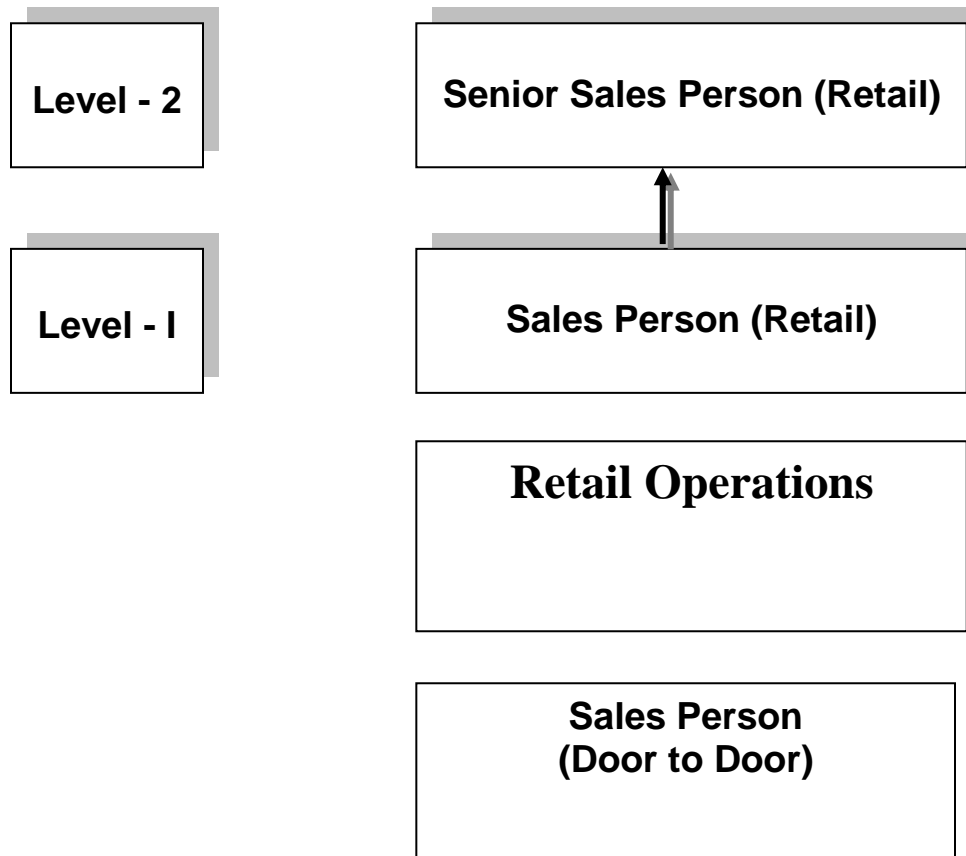 Level - 2
Senior Sales Person (Retail)
Level - I
Sales Person (Retail)
Retail Operations
Sales Person
(Door to Door)